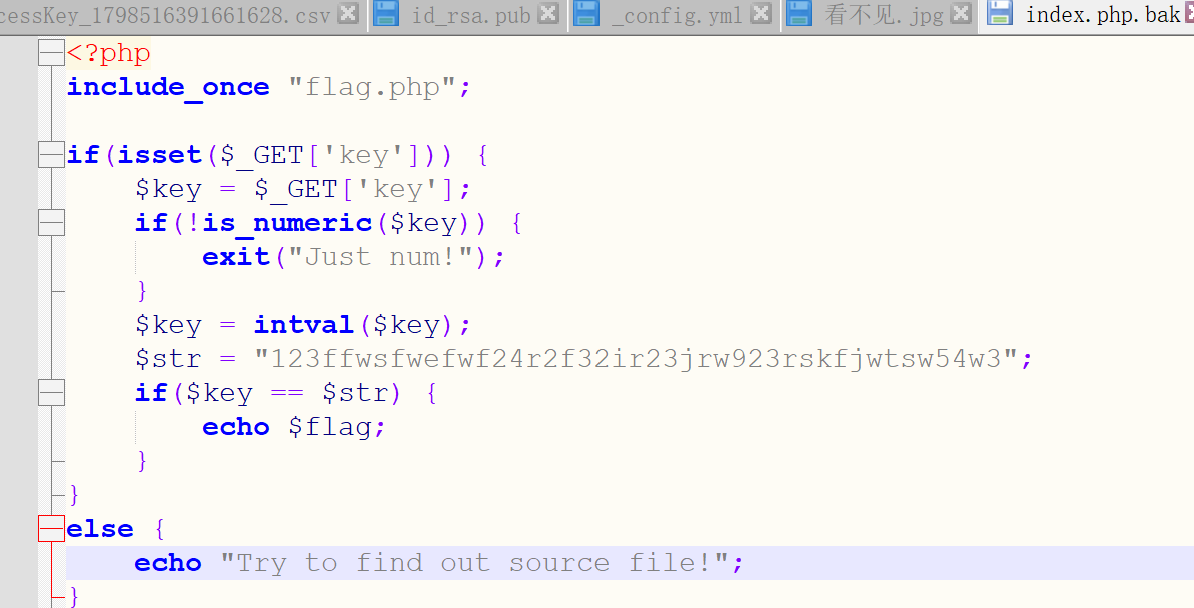 cessKey_1798516391661628.csv id_rsa.pub _config.yml 看不见.jpg index.php.bak
<?php
include_once "flag.php";
if(isset($_GET['key'])) {
$key = $_GET['key'];
if(!is_numeric($key)) {
exit("Just num!");
}
$key = intval($key);
$str = "123ffwsfwefwf24r2f32ir23jrw923rskfjwtsw54w3";
if($key == $str) {
echo $flag;
}
}
else {
echo "Try to find out source file!";
}